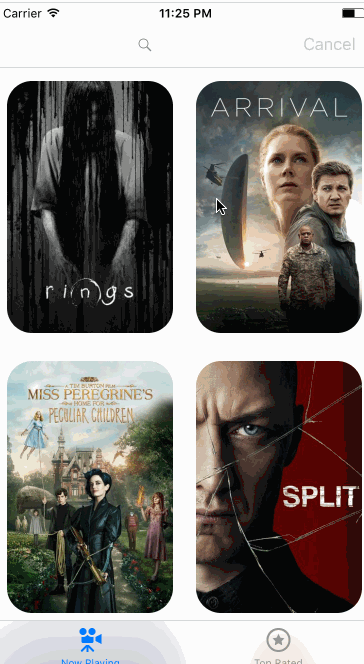 Carrier 11:25 PM
Cancel
rings
ARRIVAL
A TIM BURTON FILM
MISS PEREGRINE'S
HOME FOR
PECULIAR CHILDREN
SPLIT
Now Playing
Top Rated